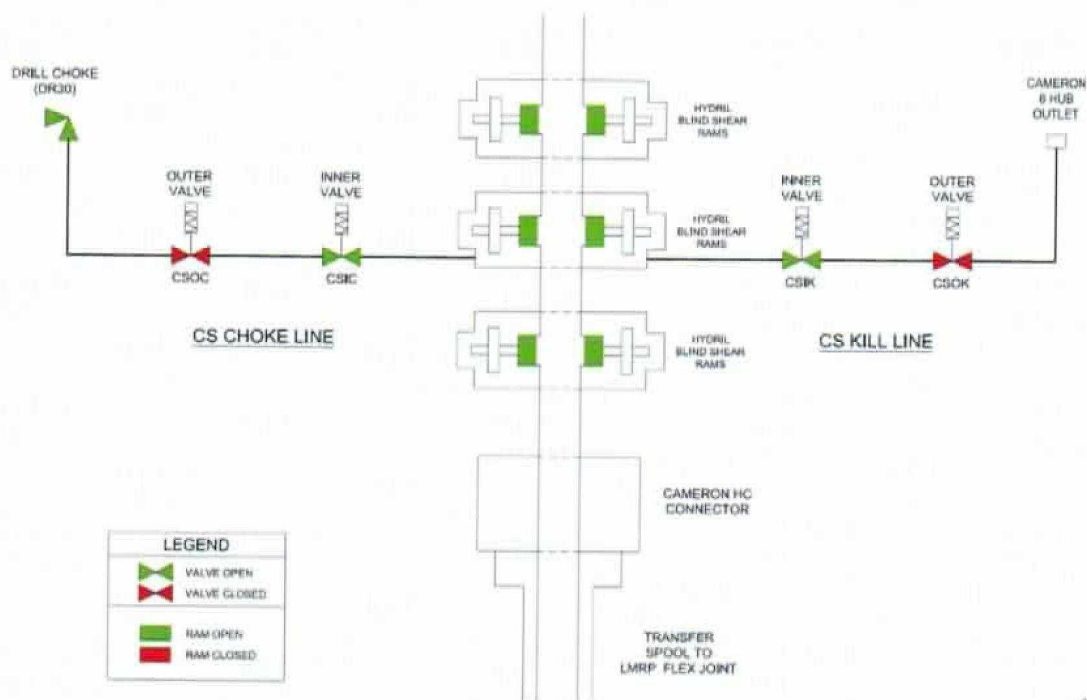 DRILL CHOKE
(DR30)
OUTER
VALVE
INNER
VALVE
CSOC
CSIC
CS CHOKE LINE
HYDRIL
BLIND SHEAR
RAMS
HYDRIL
BLIND SHEAR
RAMS
HYDRIL
BLIND SHEAR
RAMS
CAMERON
6 HUB
OUTLET
INNER
VALVE
OUTER
VALVE
CSIK
CSOK
CS KILL LINE
CAMERON HC
CONNECTOR
LEGEND
VALVE OPEN
VALVE CLOSED
RAM OPEN
RAM CLOSED
TRANSFER
SPOOL TO
LMRP FLEX JOINT